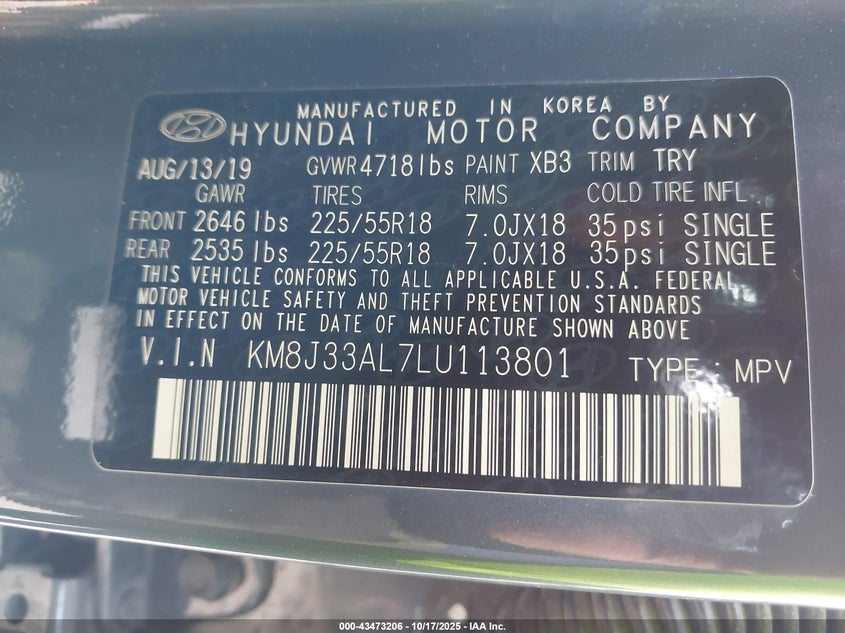 MANUFACTURED IN KOREA BY
HYUNDAI MOTOR COMPANY
AUG/13/19 GVWR 4718lbs PAINT XB3 TRIM TRY
GAWR TIRES RIMS COLD TIRE INFL.
FRONT 2646 lbs 225/55R18 7.0JX18 35psi SINGLE
REAR 2535 lbs 225/55R18 7.0JX18 35psi SINGLE
THIS VEHICLE CONFORMS TO ALL APPLICABLE U.S.A. FEDERAL
MOTOR VEHICLE SAFETY AND THEFT PREVENTION STANDARDS
IN EFFECT ON THE DATE OF MANUFACTURE SHOWN ABOVE
V.I.N KM8J33AL7LU113801 TYPE : MPV
000-43473206 - 10/17/2025 - IAA Inc.